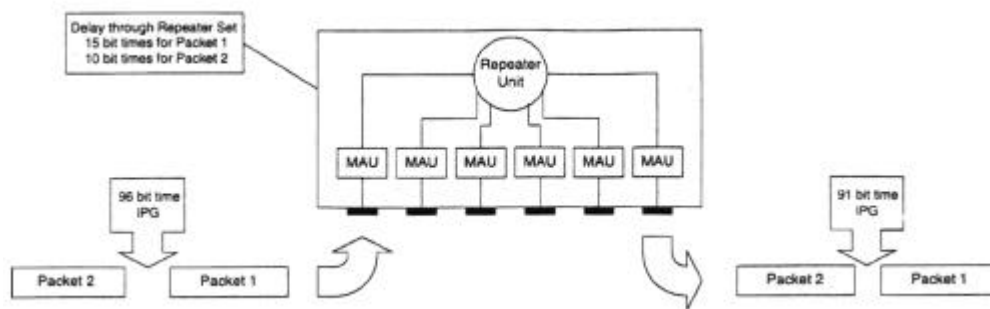 Delay through Repeater Set
15 bit times for Packet 1
10 bit times for Packet 2
Repeater
Unit
MAU
MAU
MAU
MAU
MAU
MAU
96 bit time
IPG
91 bit time
IPG
Packet 2
Packet 1
Packet 2
Packet 1